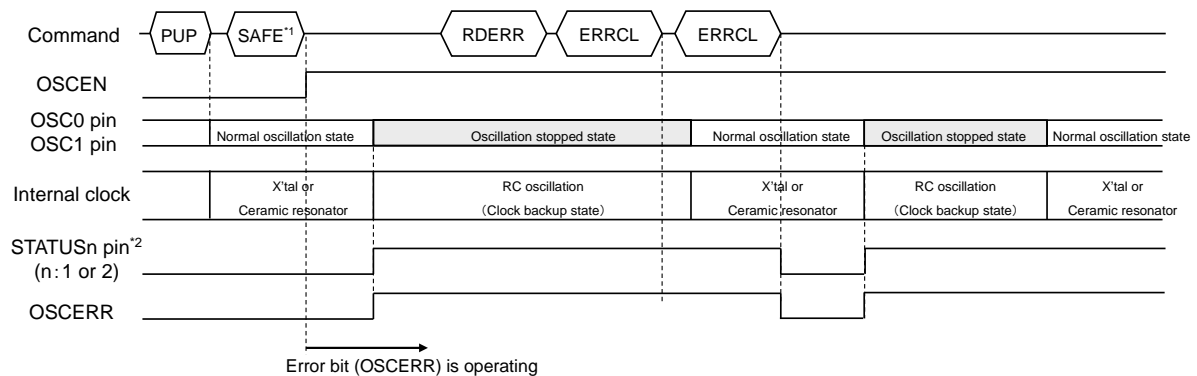 Command PUP SAFE*1 RDERR ERRCL ERRCL
OSCEN
OSC0 pin
OSC1 pin
Normal oscillation state Oscillation stopped state Normal oscillation state Oscillation stopped state Normal oscillation state
Internal clock
X'tal or RC oscillation X'tal or RC oscillation X'tal or
Ceramic resonator (Clock backup state) Ceramic resonator (Clock backup state) Ceramic resonator
STATUSn pin*2
(n:1 or 2)
OSCERR
Error bit (OSCERR) is operating